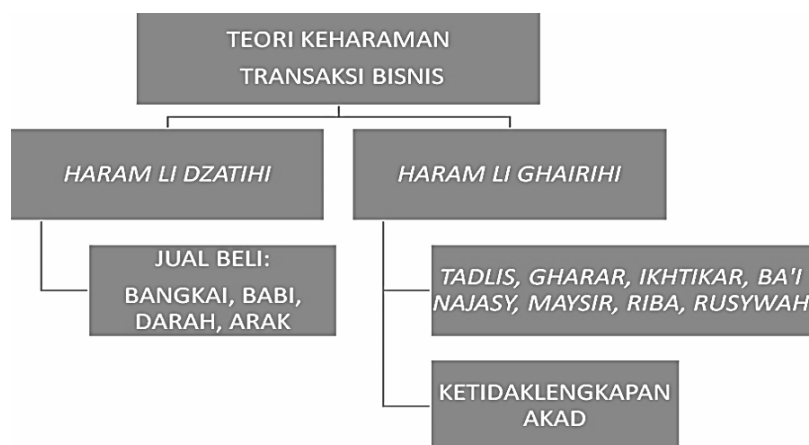 TEORI KEHARAMAN
TRANSAKSI BISNIS
HARAM LI DZATIHI
HARAM LI GHAIRIHI
JUAL BELI:
BANGKAI, BABI,
DARAH, ARAK
TADLIS, GHARAR, IKHTIKAR, BA'I
NAJASY, MAYSIR, RIBA, RUSYWAH
KETIDAKLENGKAPAN
AKAD